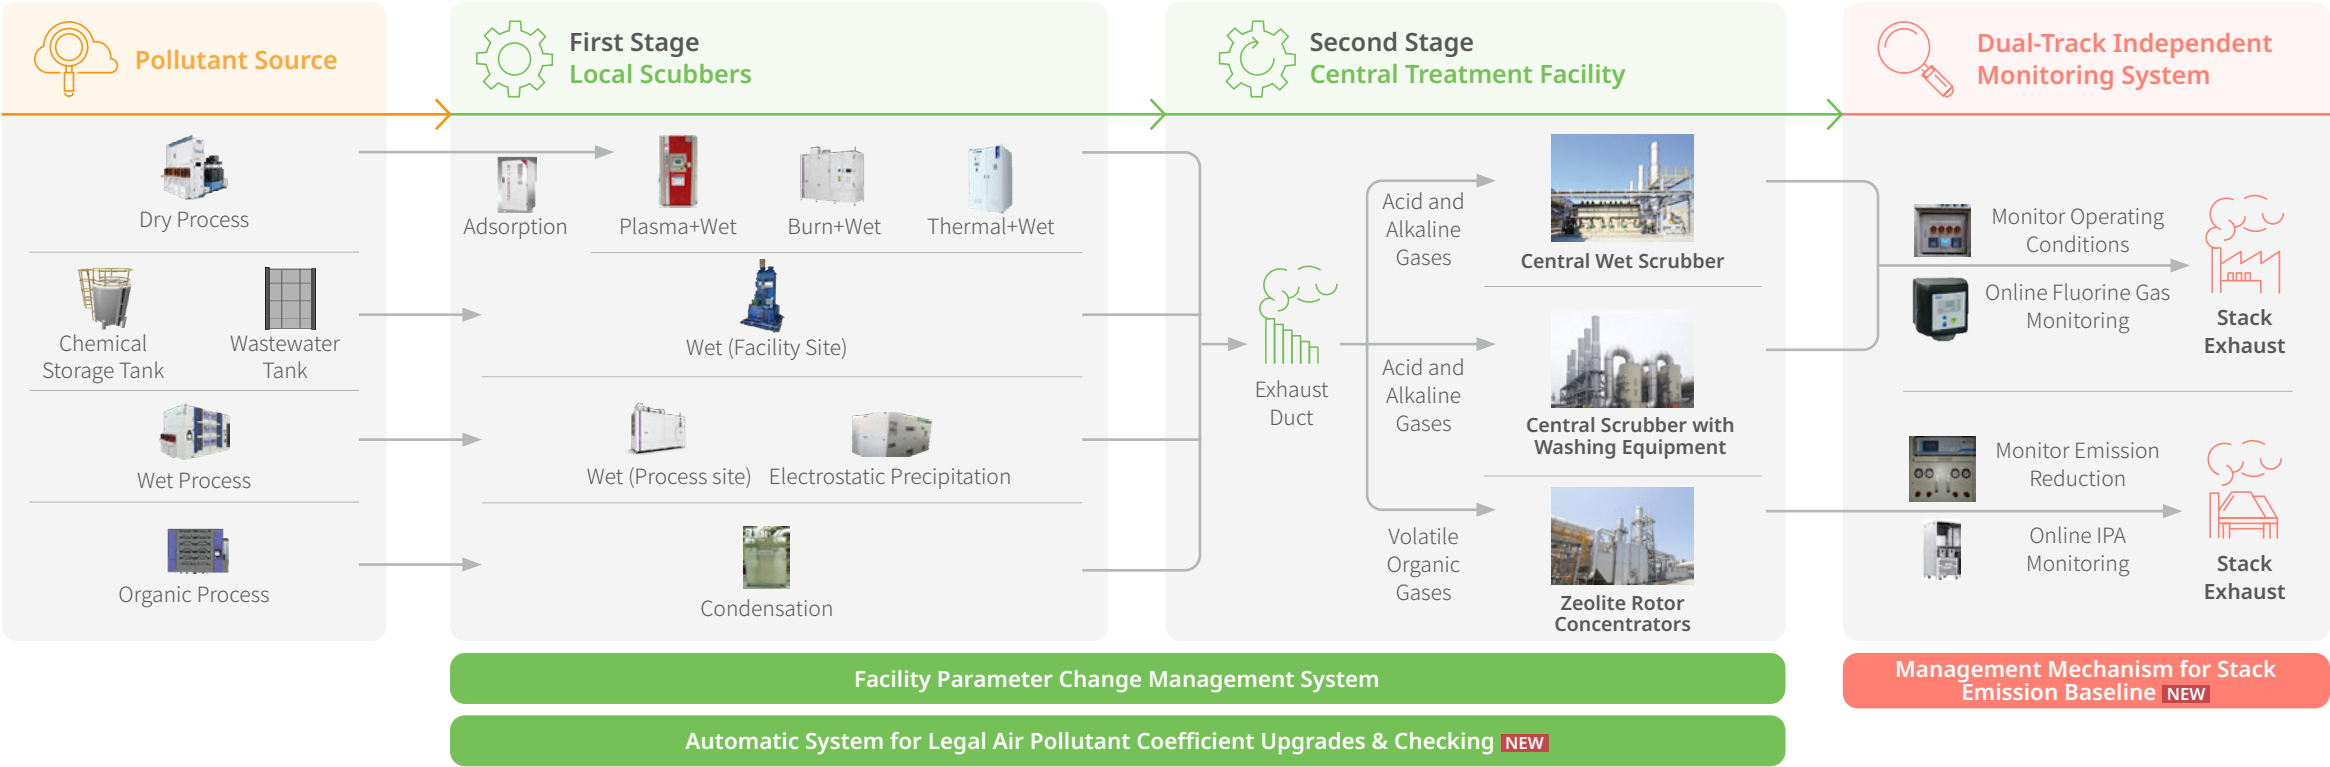 Pollutant Source
First Stage
Local Scubbers
Second Stage
Central Treatment Facility
Dual-Track Independent
Monitoring System
Dry Process
Chemical
Storage Tank
Wastewater
Tank
Wet Process
Organic Process
Adsorption
Plasma+Wet
Burn+Wet
Thermal+Wet
Wet (Facility Site)
Wet (Process site)
Electrostatic Precipitation
Condensation
Exhaust
Duct
Acid and
Alkaline
Gases
Acid and
Alkaline
Gases
Volatile
Organic
Gases
Central Wet Scrubber
Central Scrubber with
Washing Equipment
Zeolite Rotor
Concentrators
Monitor Operating
Conditions
Online Fluorine Gas
Monitoring
Stack
Exhaust
Monitor Emission
Reduction
Online IPA
Monitoring
Stack
Exhaust
Facility Parameter Change Management System
Automatic System for Legal Air Pollutant Coefficient Upgrades & Checking NEW
Management Mechanism for Stack
Emission Baseline NEW